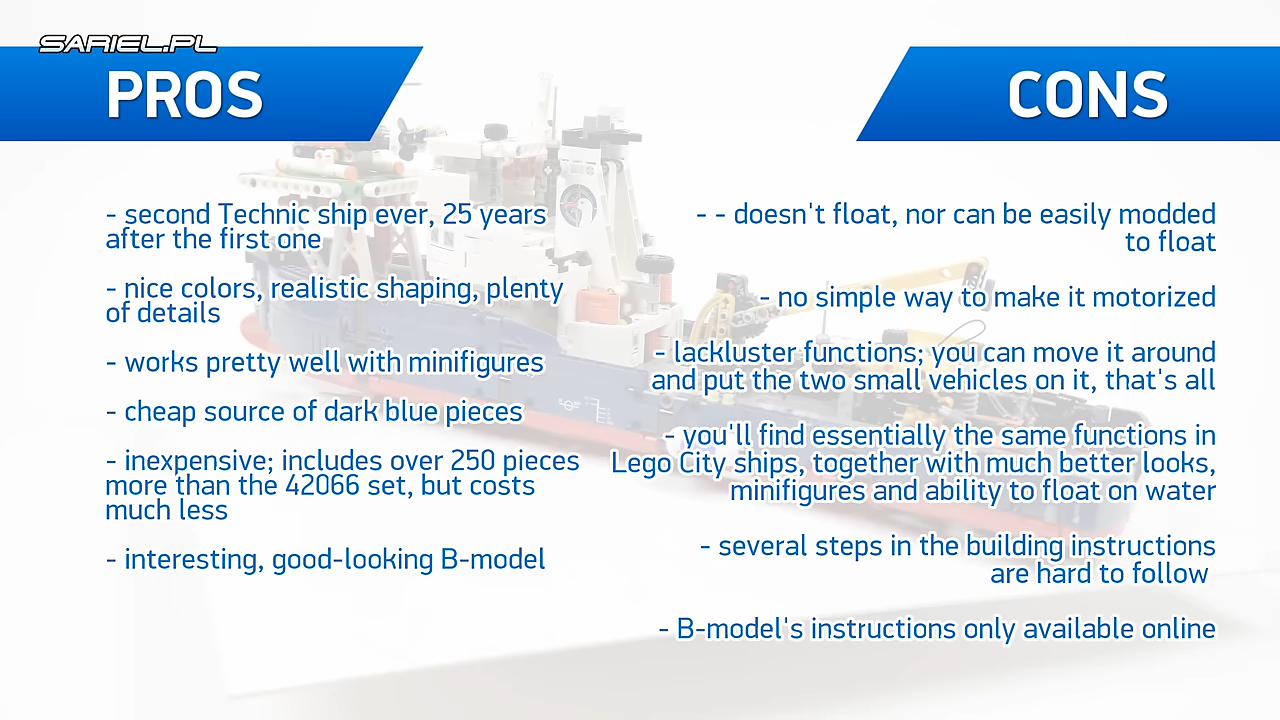 SARIEL.PL
PROS
- second Technic ship ever, 25 years
after the first one
- nice colors, realistic shaping, plenty
of details
- works pretty well with minifigures
- cheap source of dark blue pieces
- inexpensive; includes over 250 pieces
more than the 42066 set, but costs
much less
- interesting, good-looking B-model
CONS
- - doesn't float, nor can be easily modded
to float
- no simple way to make it motorized
- lackluster functions; you can move it around
and put the two small vehicles on it, that's all
- you'll find essentially the same functions in
Lego City ships, together with much better looks,
minifigures and ability to float on water
- several steps in the building instructions
are hard to follow
- B-model's instructions only available online